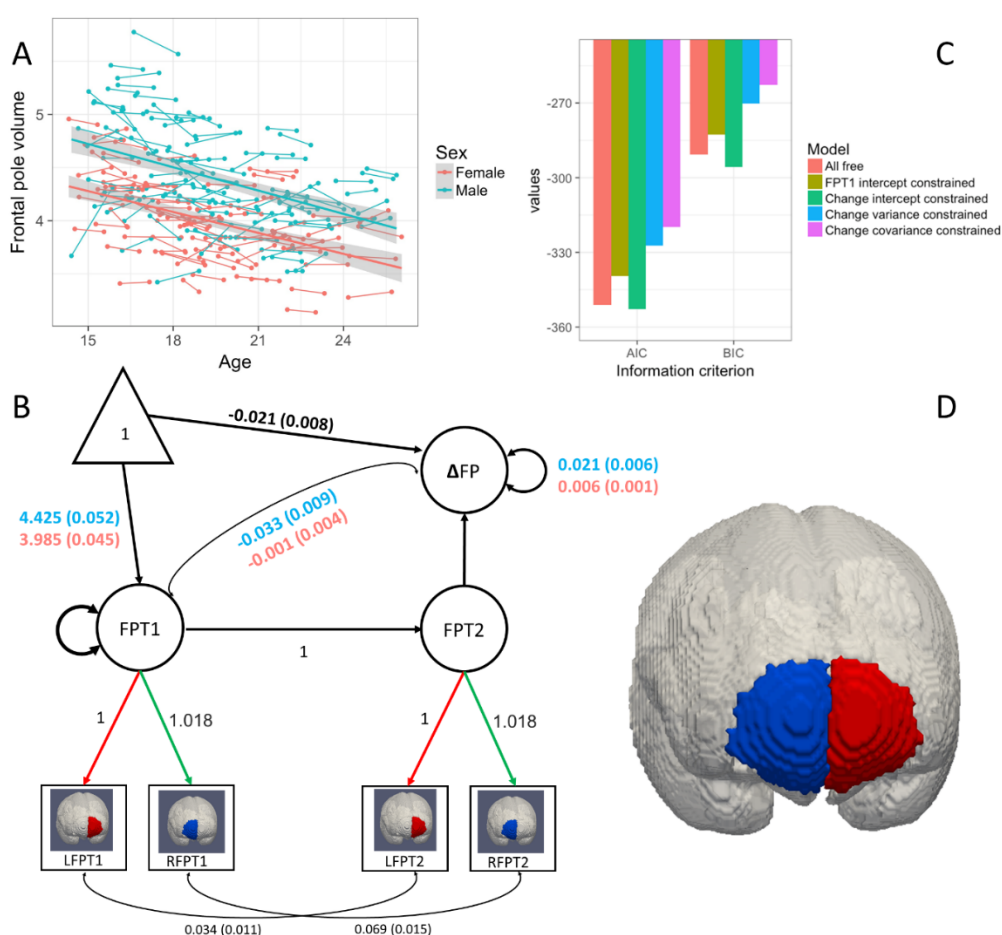 A
Frontal pole volume
5
4
15
18
21
24
Age
Sex
Female
Male
C
values
-270
-300
-330
-360
AIC
BIC
Information criterion
Model
All free
FPT1 intercept constrained
Change intercept constrained
Change variance constrained
Change covariance constrained
B
1
-0.021 (0.008)
ΔFP
0.021 (0.006)
0.006 (0.001)
4.425 (0.052)
3.985 (0.045)
-0.033 (0.009)
-0.001 (0.004)
FPT1
1
FPT2
1
1.018
1
1.018
LFPT1
RFPT1
LFPT2
RFPT2
0.034 (0.011)
0.069 (0.015)
D